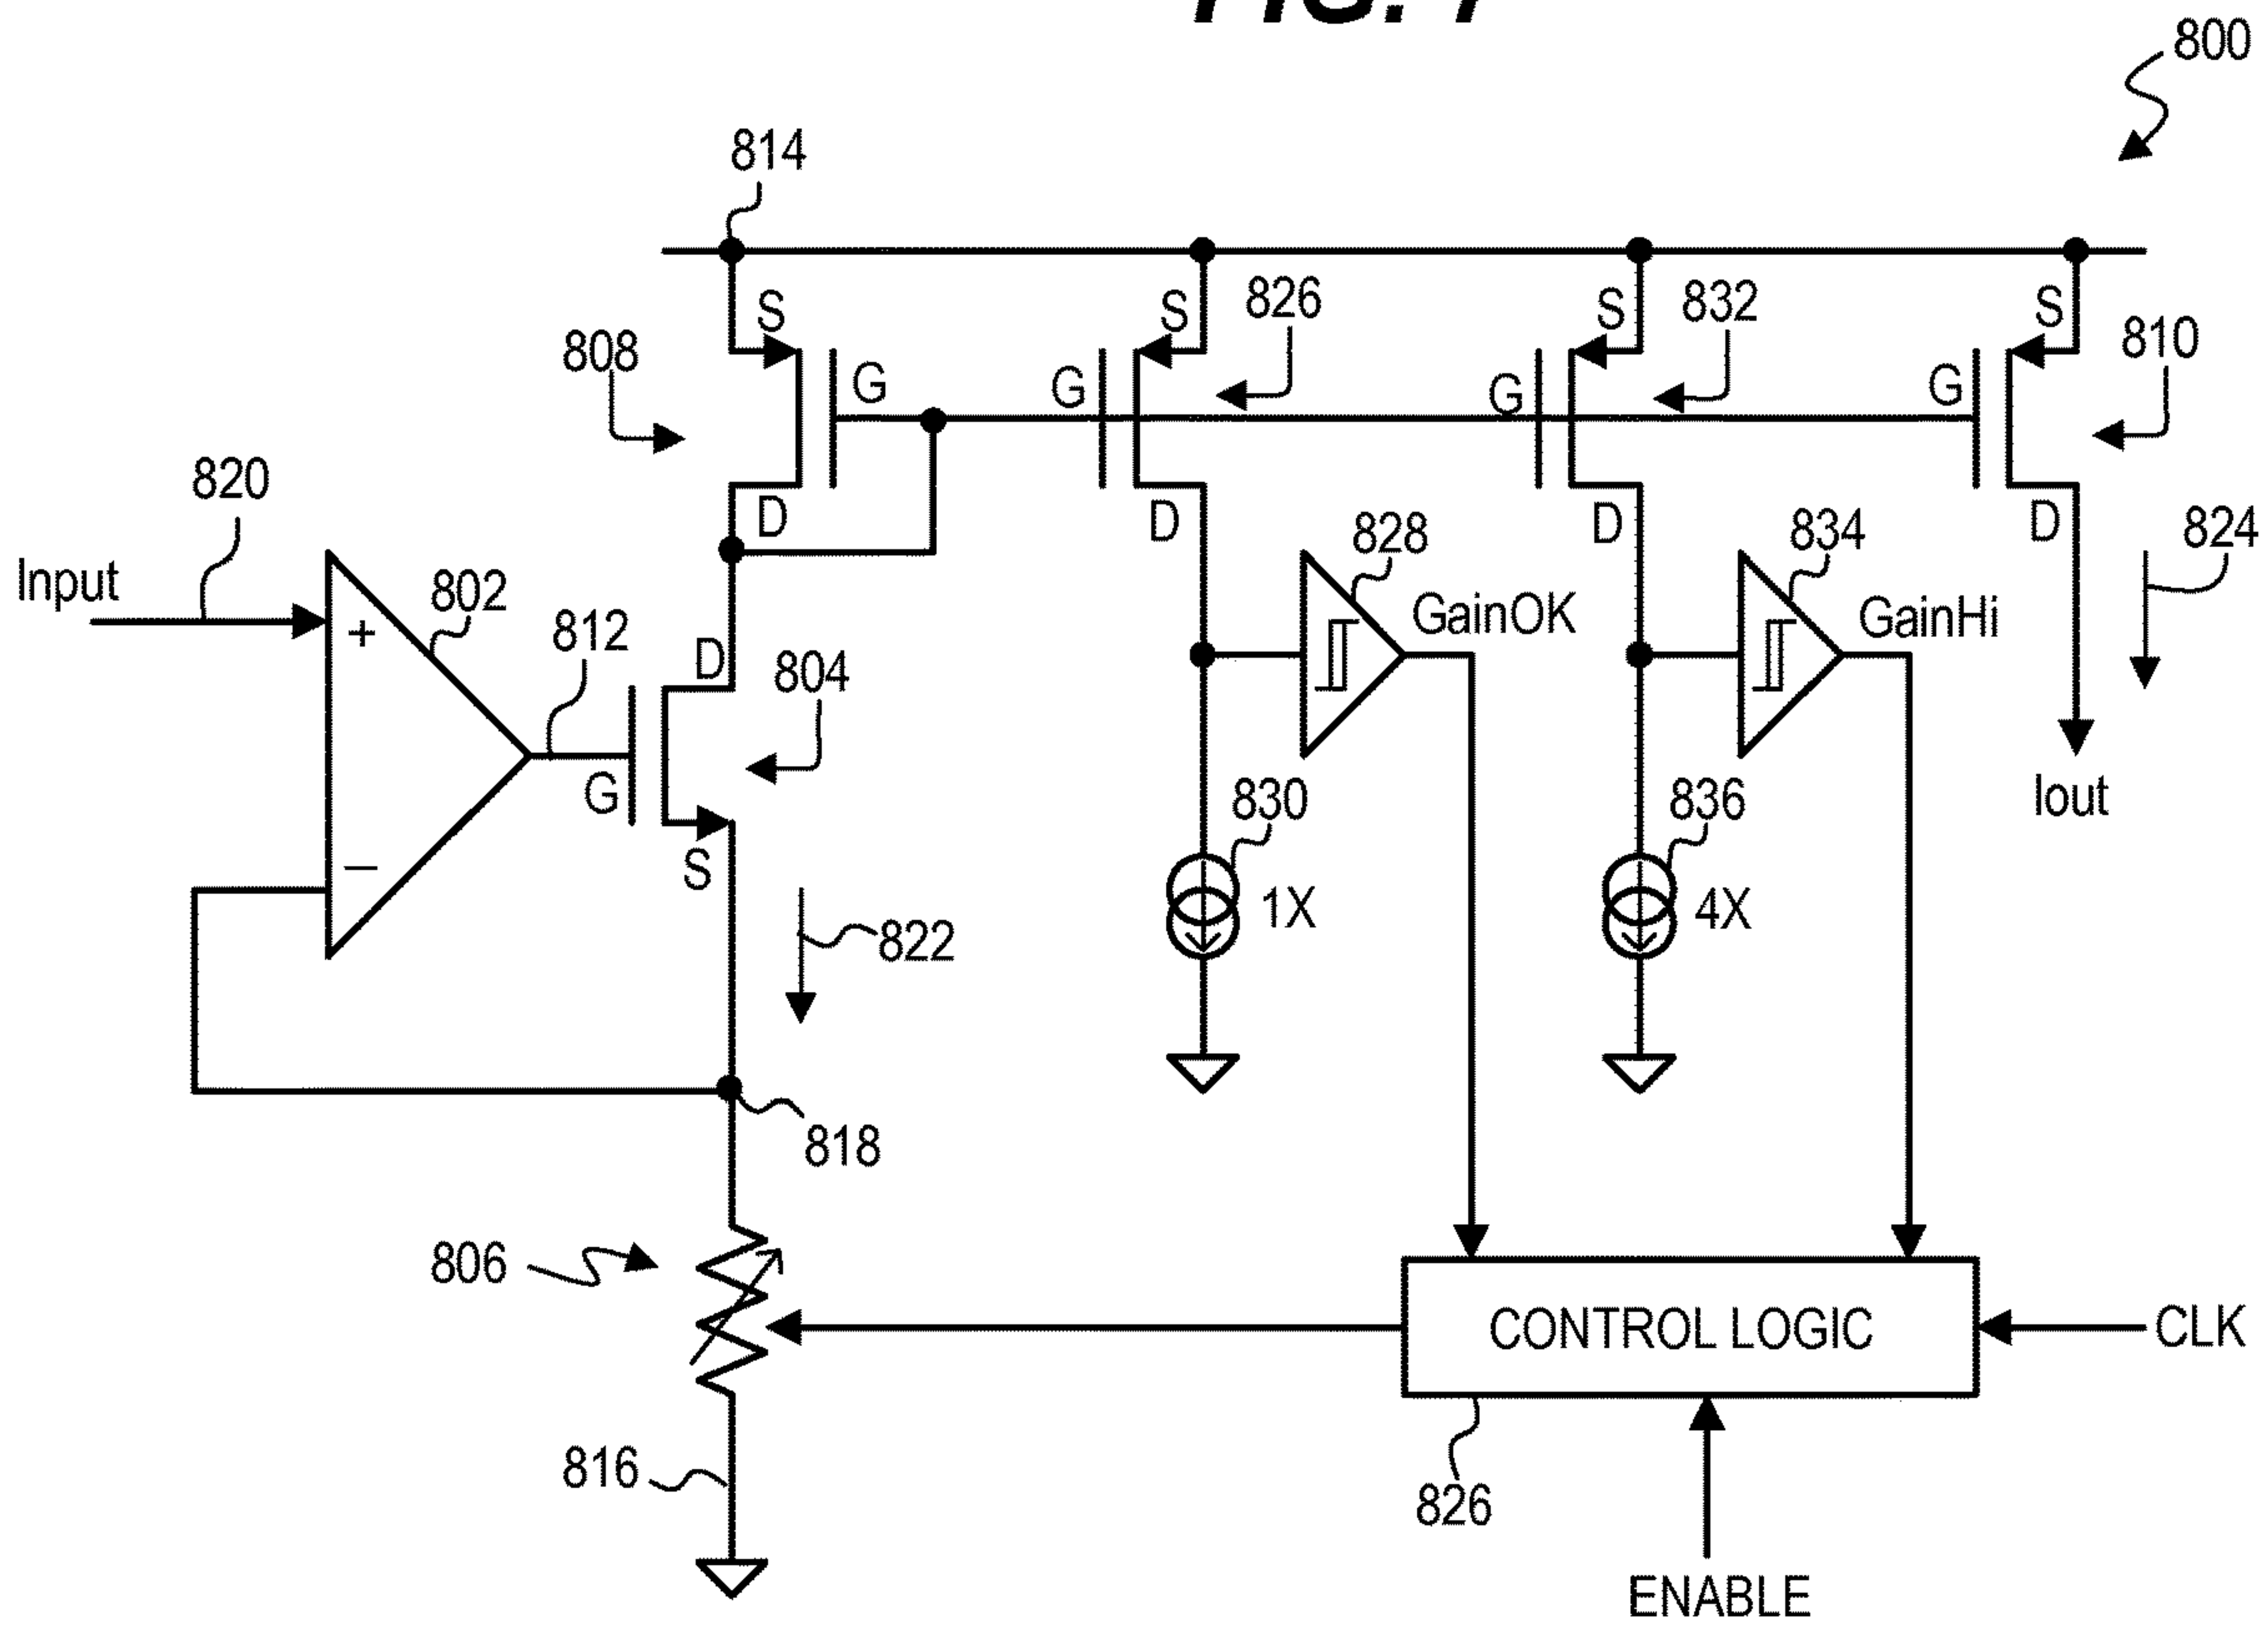 800
814
S
S
826
S
832
S
810
808
G
G
G
G
820
D
D
D
D
824
Input
802
812
828
834
+
D
804
GainOK
GainHi
G
830
836
Iout
−
S
1X
4X
822
818
806
CONTROL LOGIC
CLK
816
826
ENABLE